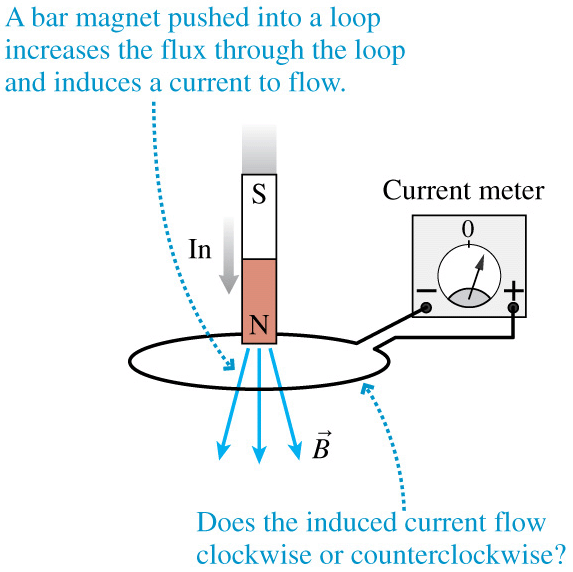 A bar magnet pushed into a loop
increases the flux through the loop
and induces a current to flow.
S
Current meter
0
In
− +
N
B⃗
Does the induced current flow
clockwise or counterclockwise?